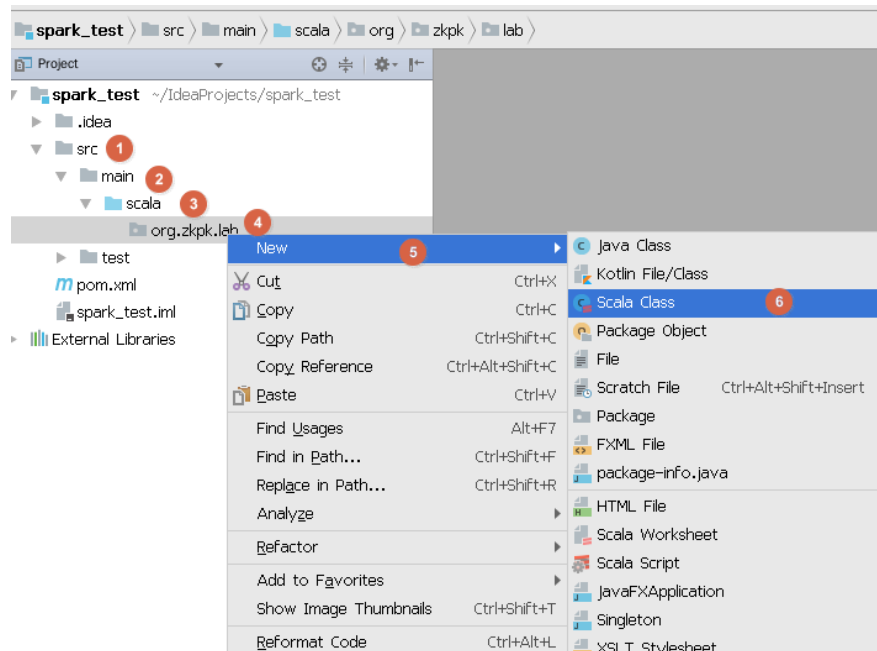 spark_test src main scala org zkpk lab
Project
spark_test ~/IdeaProjects/spark_test
.idea
src 1
main 2
scala 3
org.zkpk.lab 4
test
pom.xml
spark_test.iml
External Libraries
New 5
Cut Ctrl+X
Copy Ctrl+C
Copy Path Ctrl+Shift+C
Copy Reference Ctrl+Alt+Shift+C
Paste Ctrl+V
Find Usages Alt+F7
Find in Path... Ctrl+Shift+F
Replace in Path... Ctrl+Shift+R
Analyze
Refactor
Add to Favorites
Show Image Thumbnails Ctrl+Shift+T
Reformat Code Ctrl+Alt+L
Java Class
Kotlin File/Class
Scala Class 6
Package Object
File
Scratch File Ctrl+Alt+Shift+Insert
Package
FXML File
package-info.java
HTML File
Scala Worksheet
Scala Script
JavaFXApplication
Singleton
XSLT Stylesheet